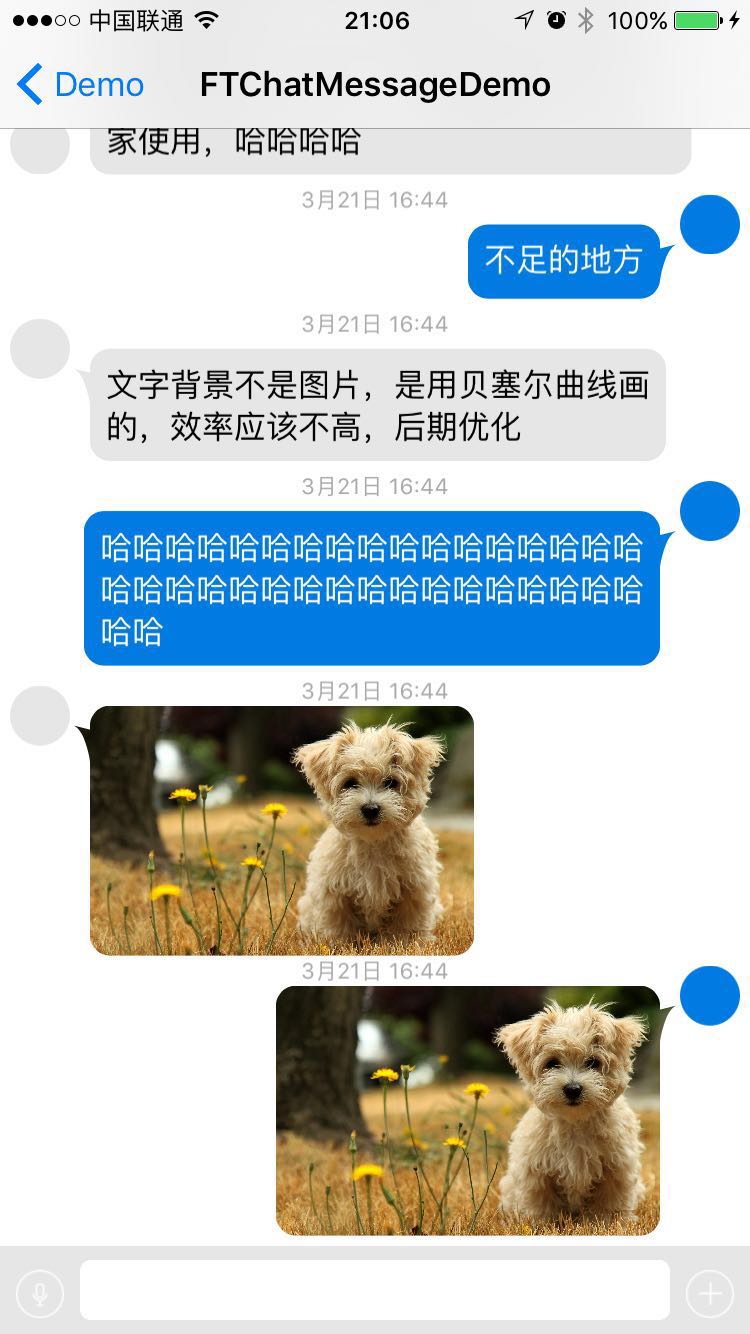 中国联通 21:06 100%
Demo FTChatMessageDemo
家使用，哈哈哈哈
3月21日 16:44
不足的地方
3月21日 16:44
文字背景不是图片，是用贝塞尔曲线画
的，效率应该不高，后期优化
3月21日 16:44
哈哈哈哈哈哈哈哈哈哈哈哈哈哈哈哈哈
哈哈哈哈哈哈哈哈哈哈哈哈哈哈哈哈哈
哈哈
3月21日 16:44
3月21日 16:44